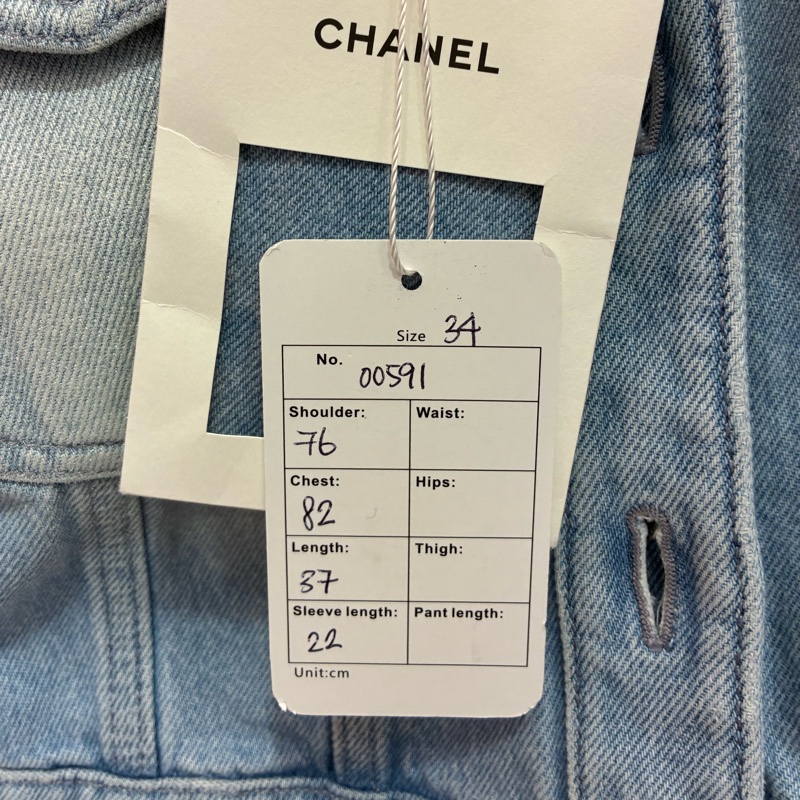 CHANEL
Size 34
No. 00591
Shoulder: Waist:
76
Chest: Hips:
82
Length: Thigh:
37
Sleeve length: Pant length:
22
Unit:cm